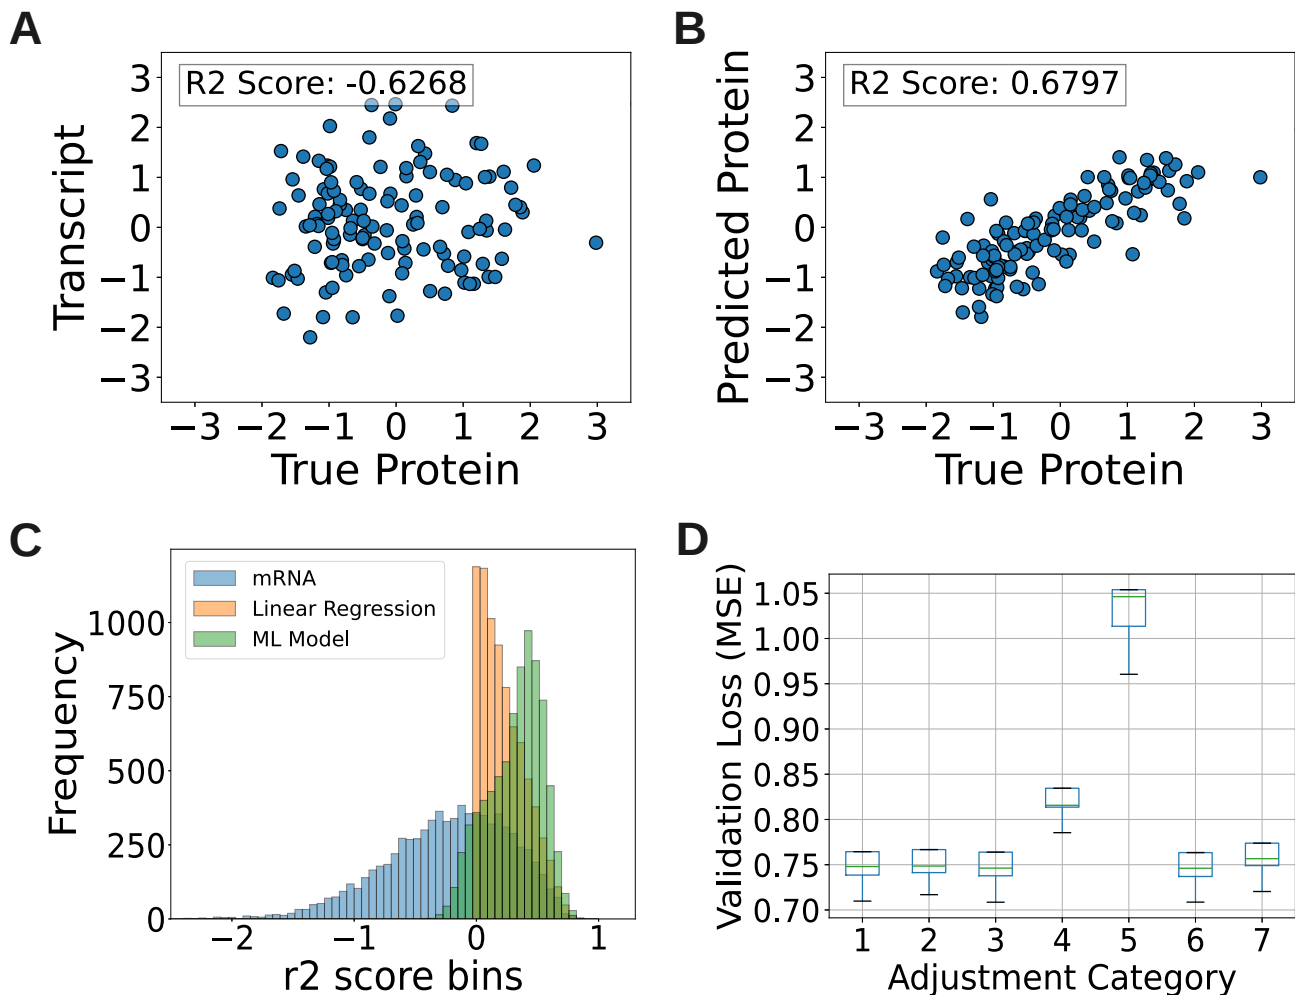 A
R2 Score: -0.6268
Transcript
3
2
1
0
−1
−2
−3
−3 −2 −1 0 1 2 3
True Protein
B
R2 Score: 0.6797
Predicted Protein
3
2
1
0
−1
−2
−3
−3 −2 −1 0 1 2 3
True Protein
C
mRNA
Linear Regression
ML Model
Frequency
1000
750
500
250
0
−2 −1 0 1
r2 score bins
D
Validation Loss (MSE)
1.05
1.00
0.95
0.90
0.85
0.80
0.75
0.70
1 2 3 4 5 6 7
Adjustment Category